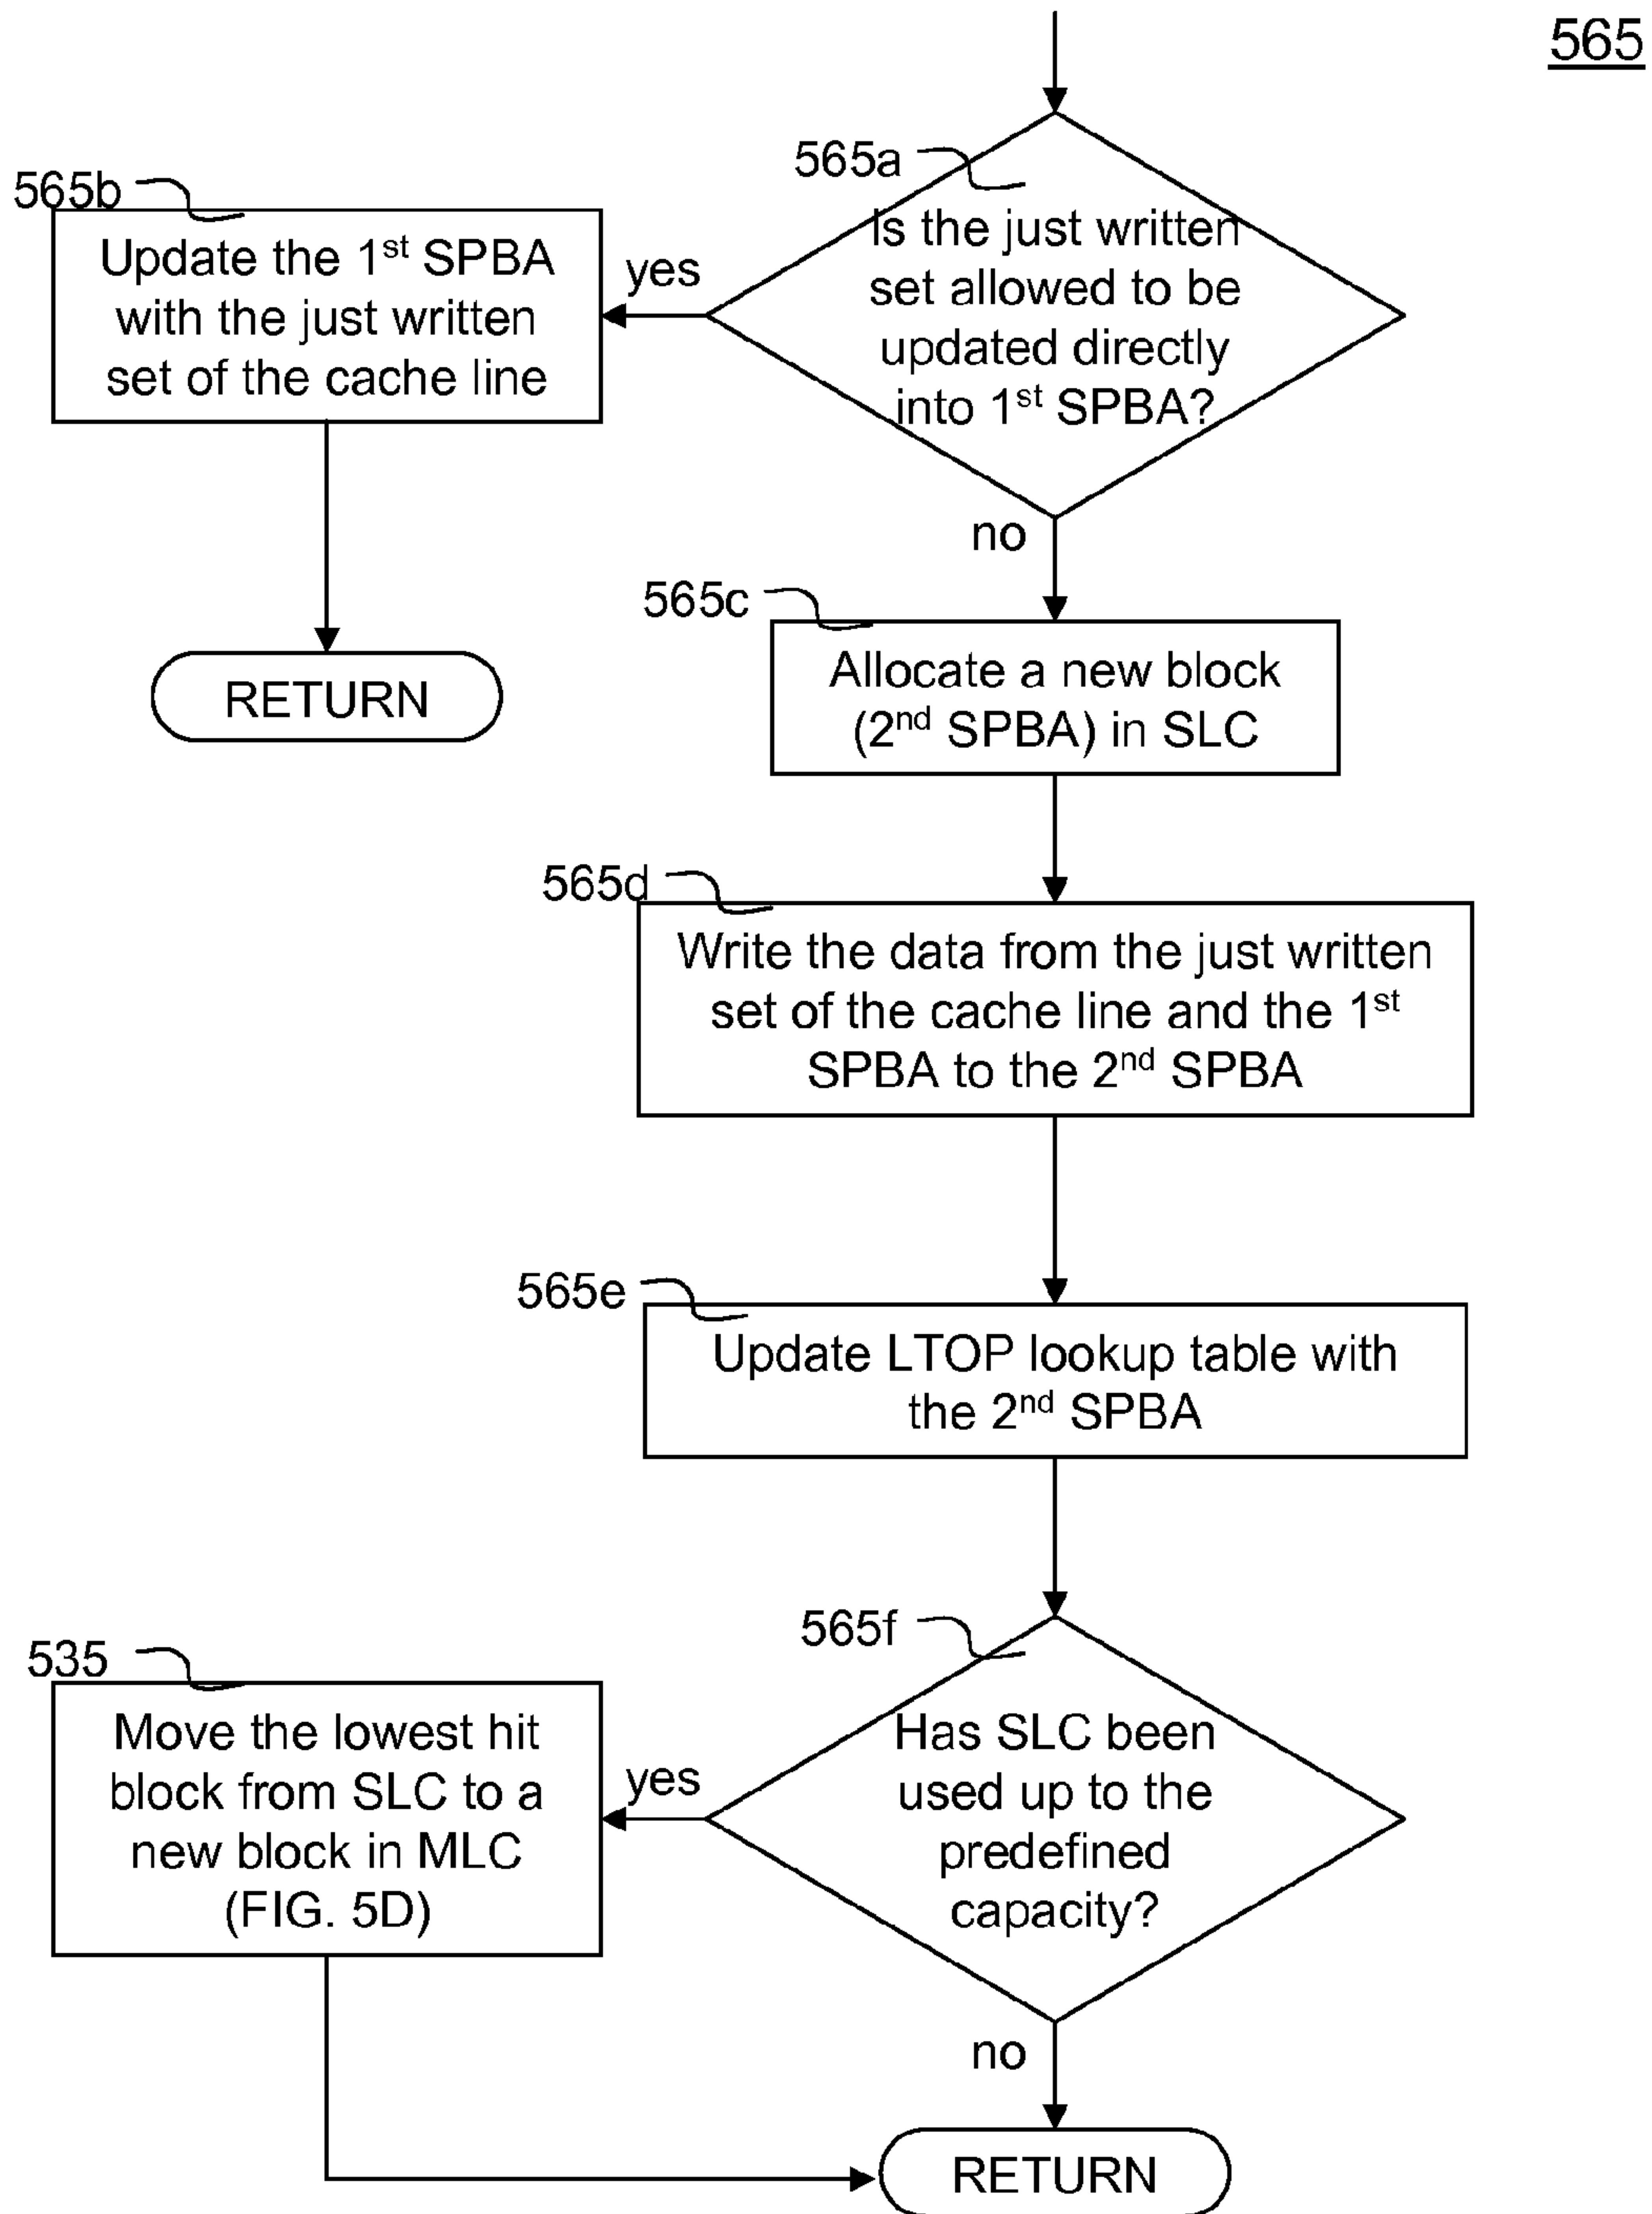 565
565a
Is the just written
set allowed to be
updated directly
into 1st SPBA?
yes
565b
Update the 1st SPBA
with the just written
set of the cache line
RETURN
no
565c
Allocate a new block
(2nd SPBA) in SLC
565d
Write the data from the just written
set of the cache line and the 1st
SPBA to the 2nd SPBA
565e
Update LTOP lookup table with
the 2nd SPBA
565f
Has SLC been
used up to the
predefined
capacity?
yes
535
Move the lowest hit
block from SLC to a
new block in MLC
(FIG. 5D)
no
RETURN